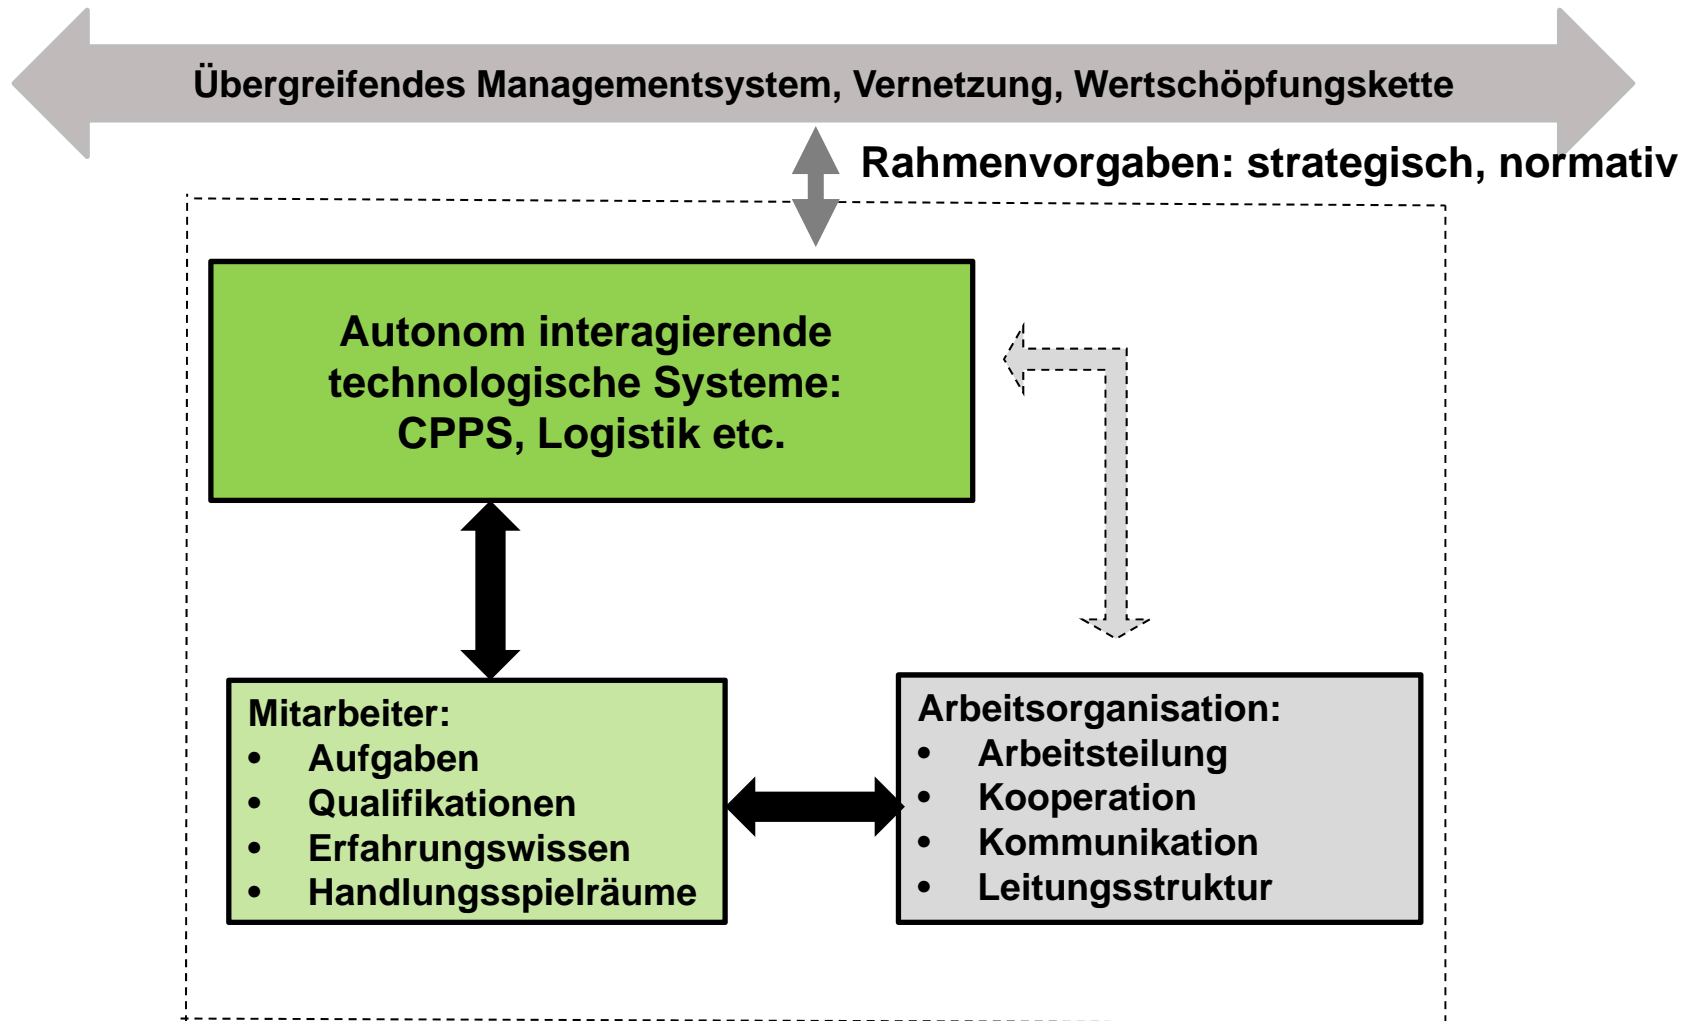 Übergreifendes Managementsystem, Vernetzung, Wertschöpfungskette
Rahmenvorgaben: strategisch, normativ
Autonom interagierende
technologische Systeme:
CPPS, Logistik etc.
Mitarbeiter:
• Aufgaben
• Qualifikationen
• Erfahrungswissen
• Handlungsspielräume
Arbeitsorganisation:
• Arbeitsteilung
• Kooperation
• Kommunikation
• Leitungsstruktur